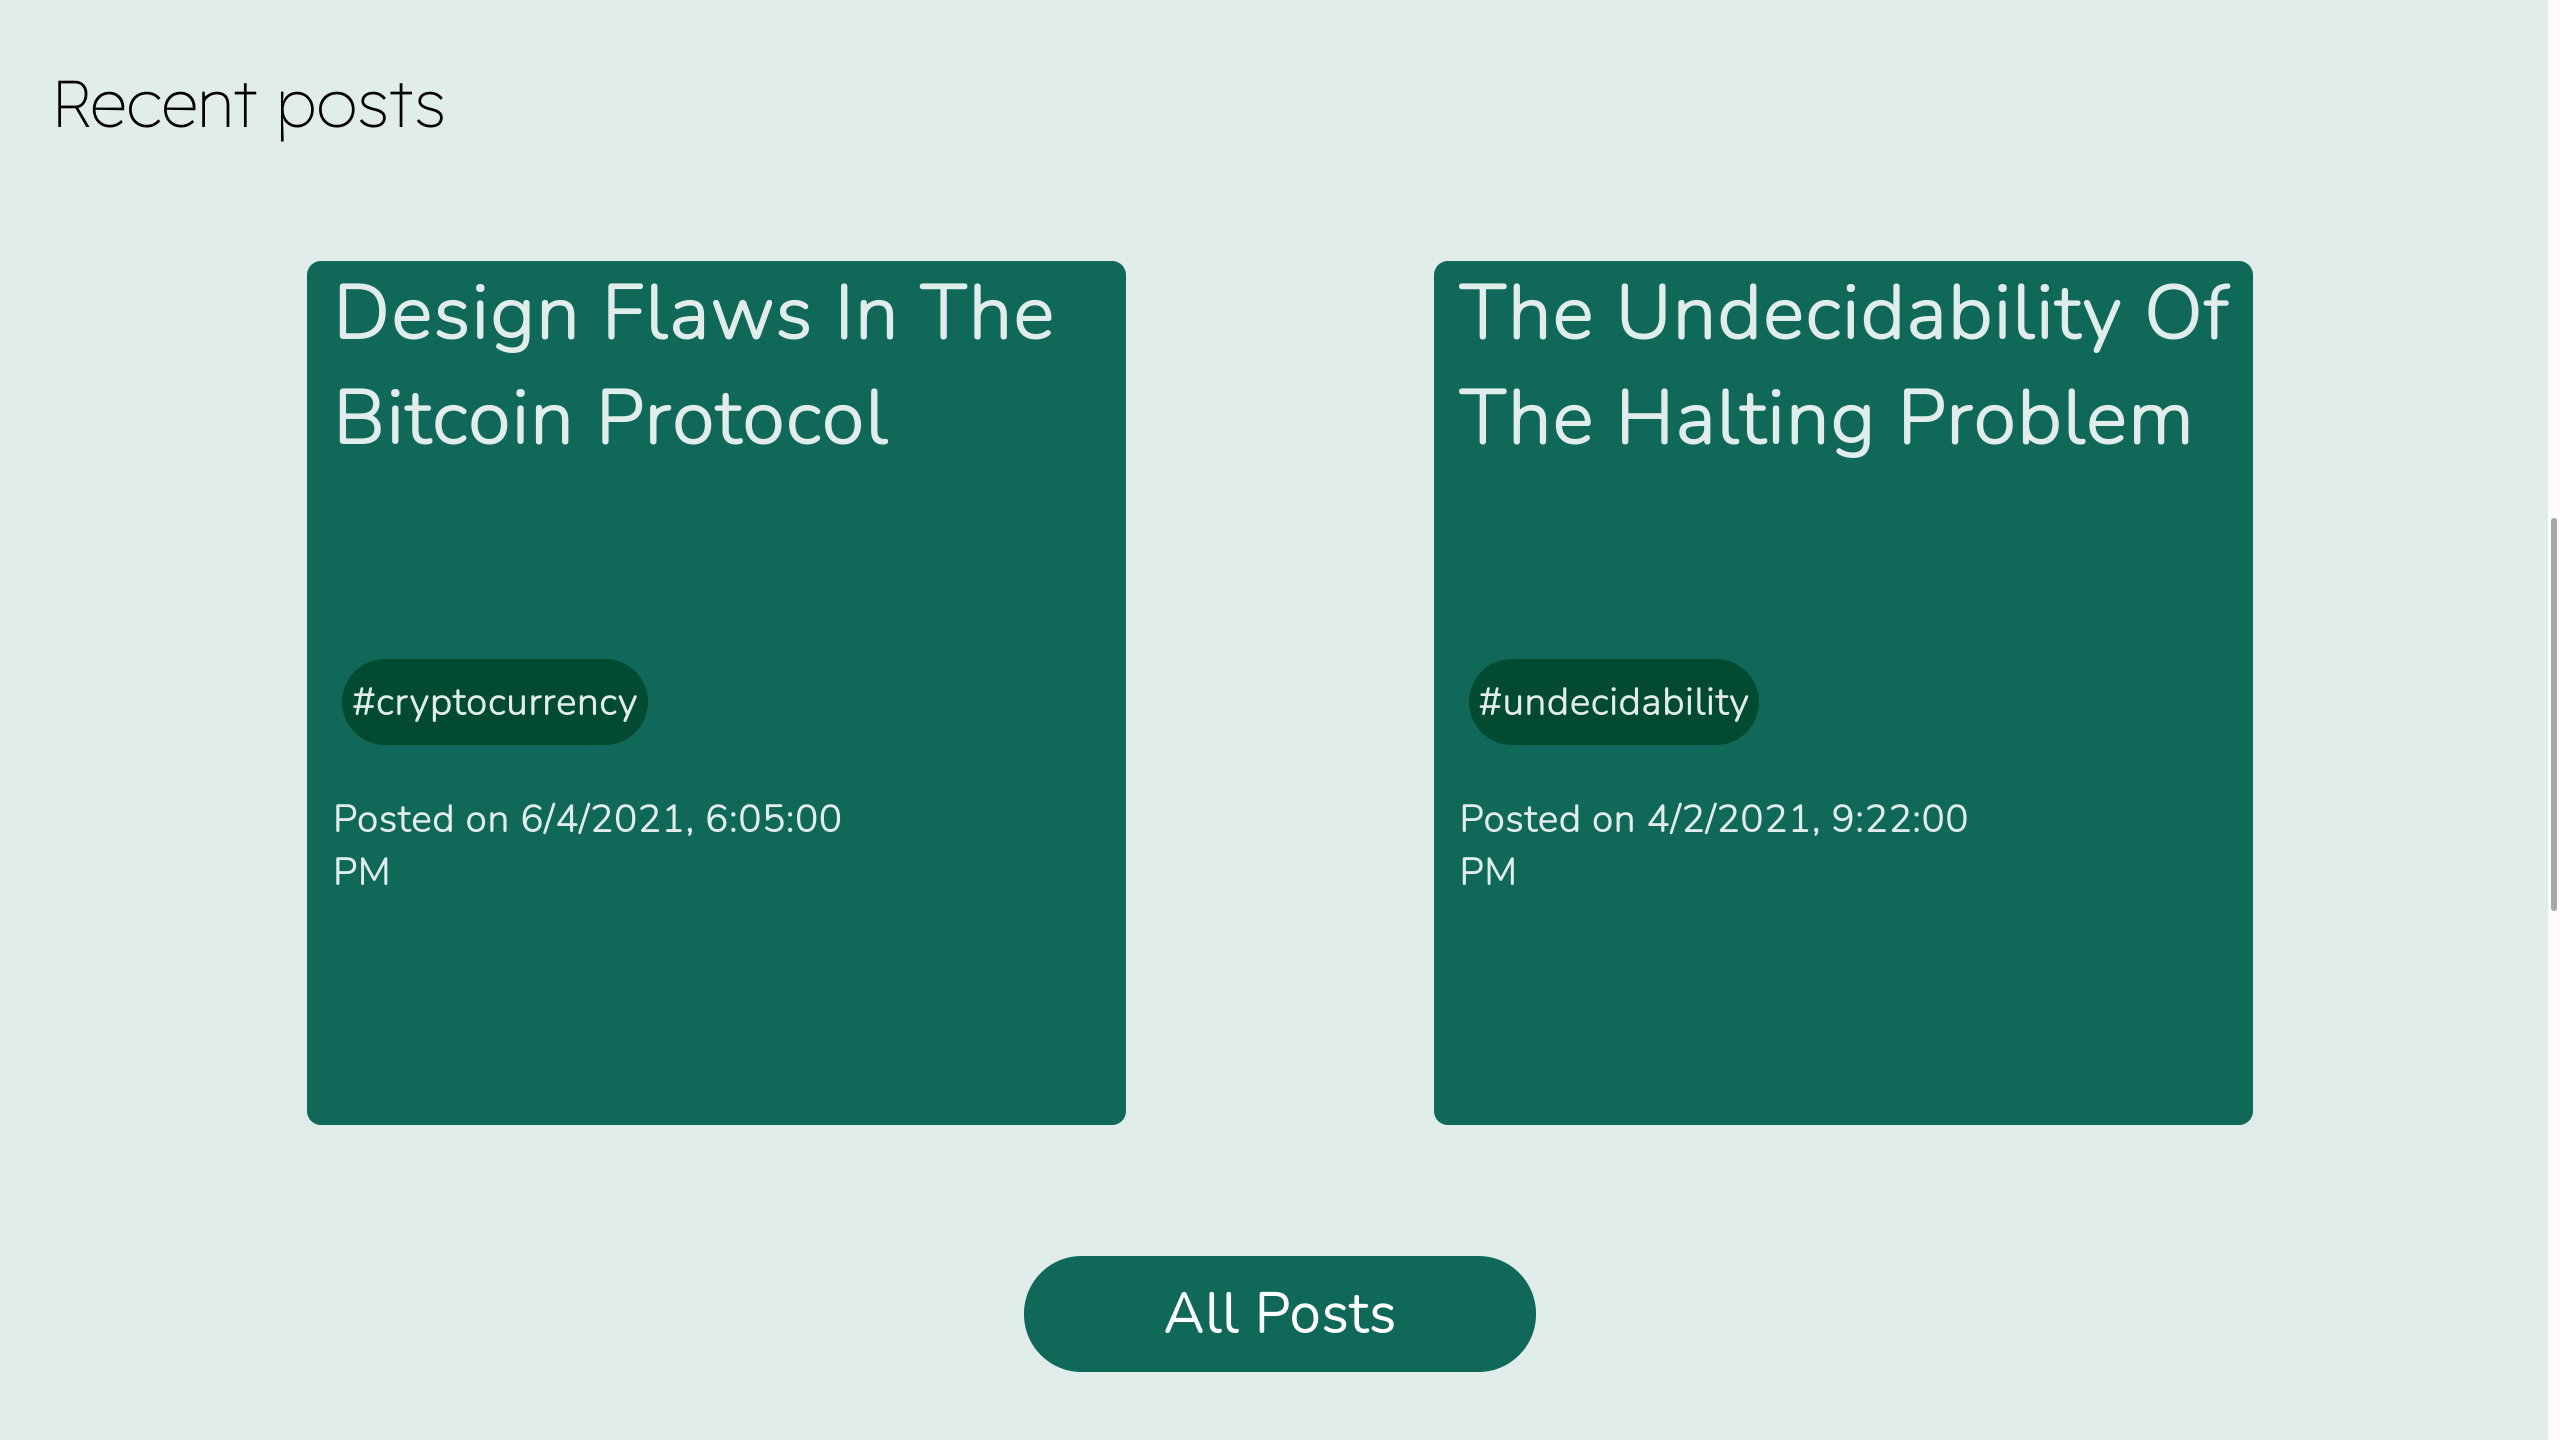 Recent posts
Design Flaws In The
Bitcoin Protocol
#cryptocurrency
Posted on 6/4/2021, 6:05:00
PM
The Undecidability Of
The Halting Problem
#undecidability
Posted on 4/2/2021, 9:22:00
PM
All Posts